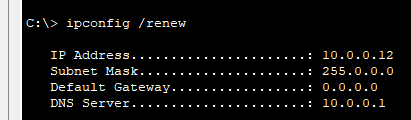 C:\> ipconfig /renew
IP Address......................: 10.0.0.12
Subnet Mask.....................: 255.0.0.0
Default Gateway.................: 0.0.0.0
DNS Server......................: 10.0.0.1